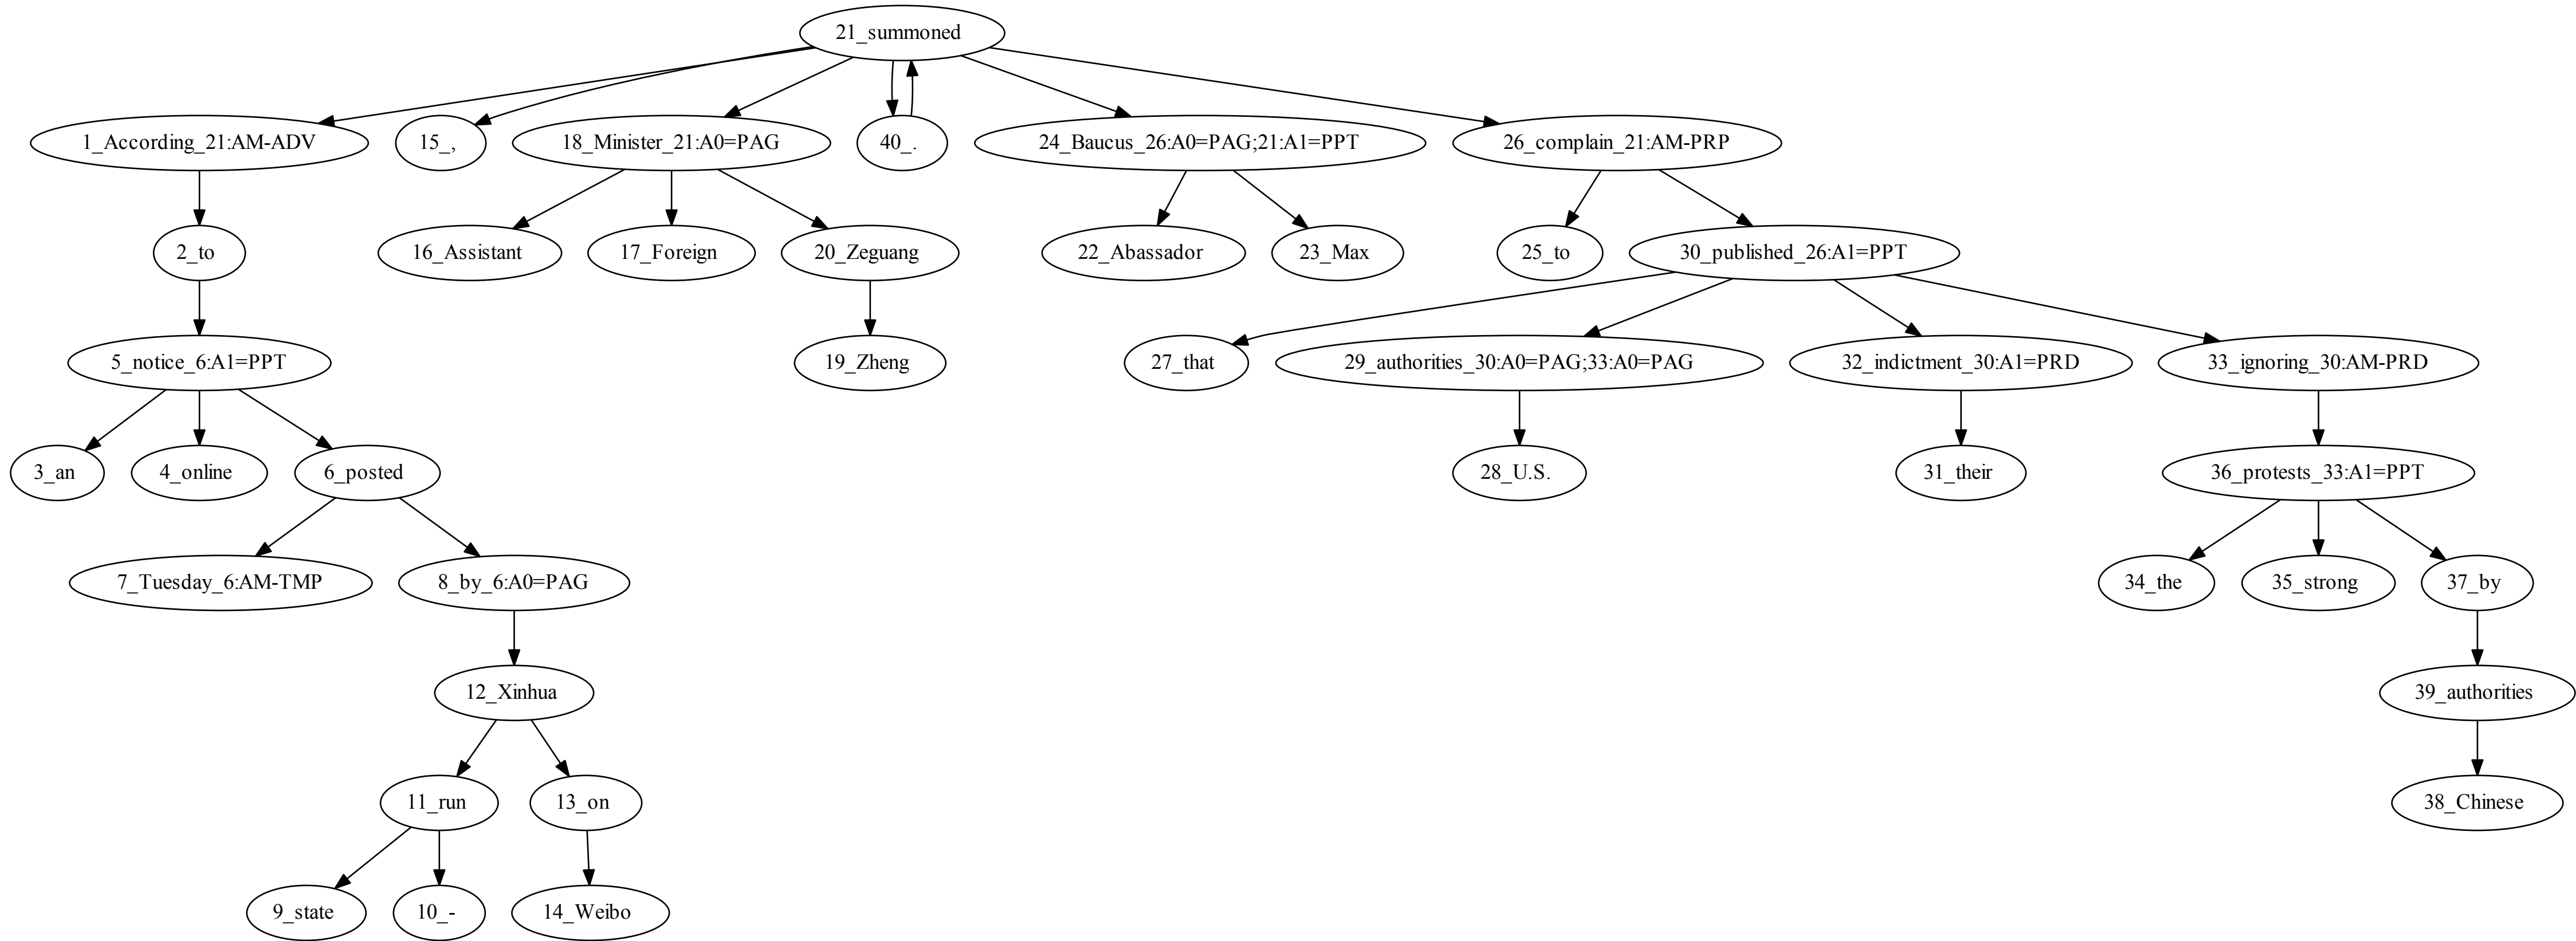 21_summoned
1_According_21:AM-ADV
15_,
18_Minister_21:A0=PAG
40_.
24_Baucus_26:A0=PAG;21:A1=PPT
26_complain_21:AM-PRP
2_to
16_Assistant
17_Foreign
20_Zeguang
22_Abassador
23_Max
25_to
30_published_26:A1=PPT
5_notice_6:A1=PPT
19_Zheng
27_that
29_authorities_30:A0=PAG;33:A0=PAG
32_indictment_30:A1=PRD
33_ignoring_30:AM-PRD
3_an
4_online
6_posted
28_U.S.
31_their
36_protests_33:A1=PPT
7_Tuesday_6:AM-TMP
8_by_6:A0=PAG
34_the
35_strong
37_by
12_Xinhua
39_authorities
11_run
13_on
38_Chinese
9_state
10_-
14_Weibo